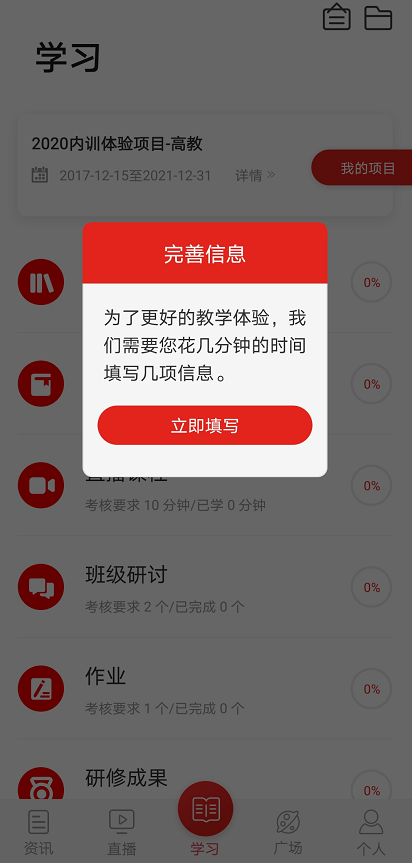 学习
2020内训体验项目-高教
2017-12-15至2021-12-31 详情 »
我的项目
完善信息
为了更好的教学体验，我
们需要您花几分钟的时间
填写几项信息。
立即填写
0%
0%
直播课程
考核要求 10 分钟/已学 0 分钟
0%
班级研讨
考核要求 2 个/已完成 0 个
0%
作业
考核要求 1 个/已完成 0 个
0%
研修成果
0%
资讯
直播
学习
广场
个人